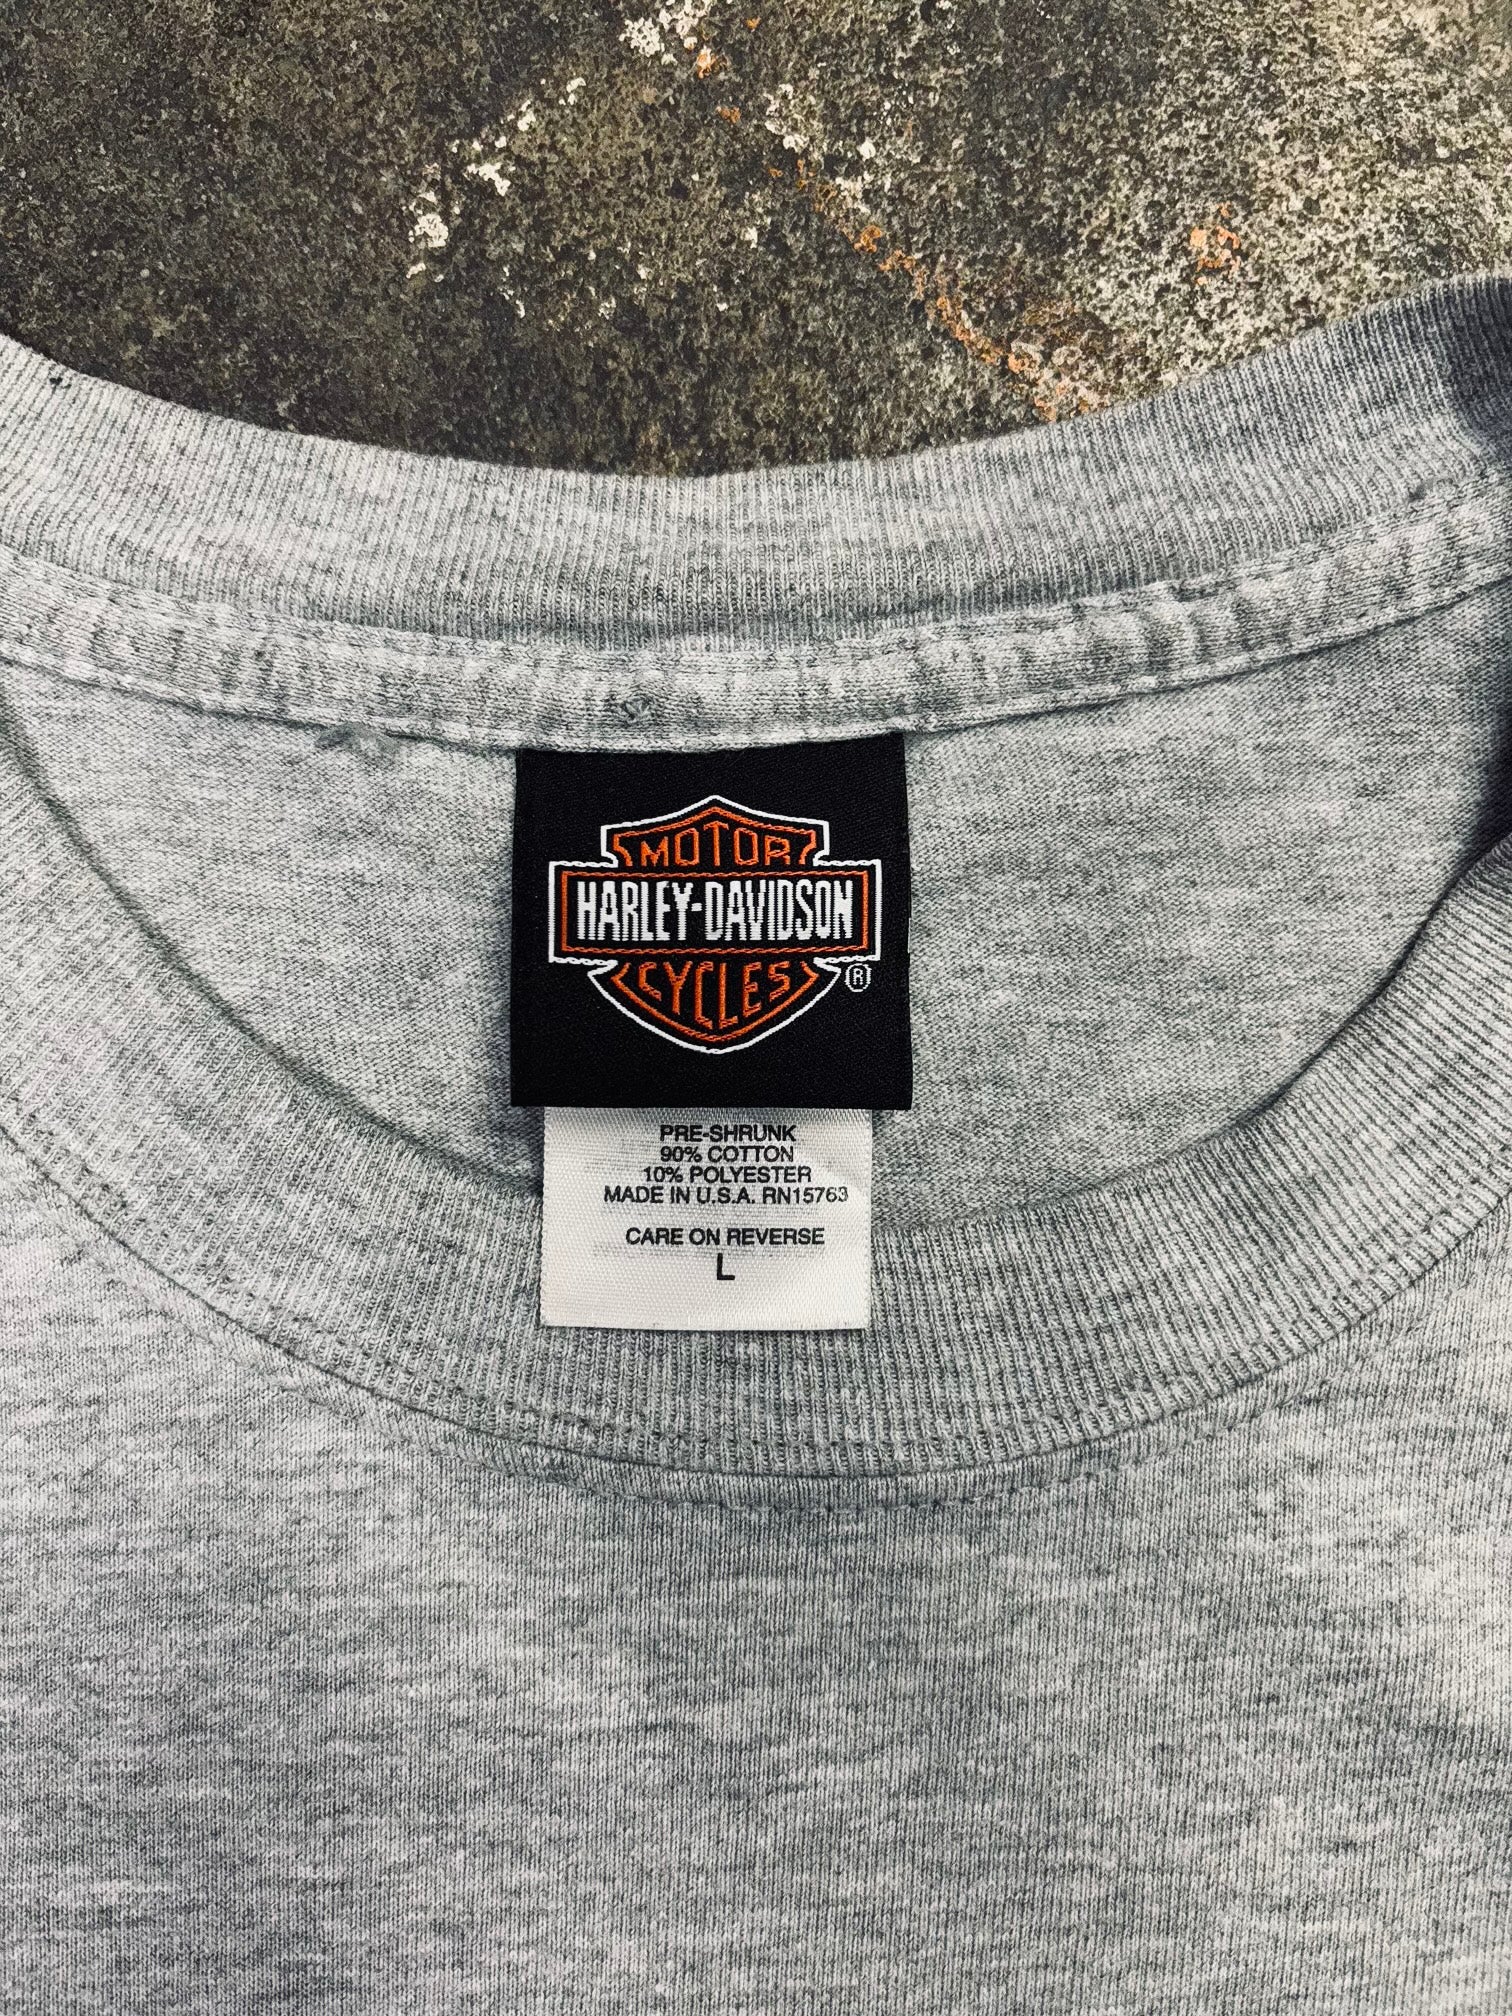 MOTOR
HARLEY-DAVIDSON
CYCLES
®
PRE-SHRUNK
90% COTTON
10% POLYESTER
MADE IN U.S.A. RN15763
CARE ON REVERSE
L